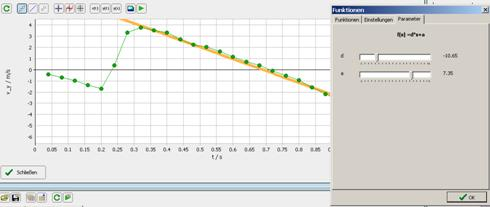 Funktionen
Funktionen Einstellungen Parameter
f(x) =d*x+a
d -10.65
a 7.35
OK
v_y / m/s
4
3
2
1
0
-1
-2
-3
-4
-5
-6
0.05 0.1 0.15 0.2 0.25 0.3 0.35 0.4 0.45 0.5 0.55 0.6 0.65 0.7 0.75 0.8 0.85
t / s
Schließen